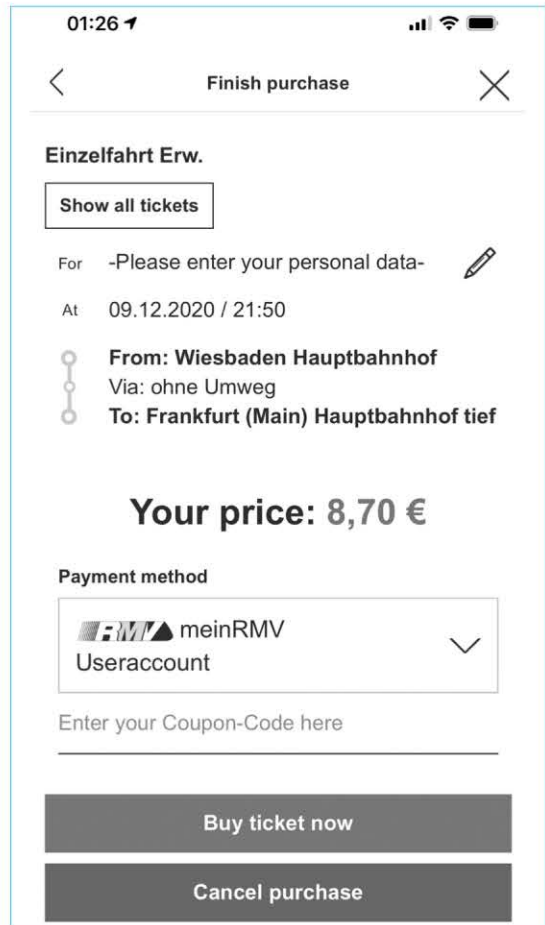 01:26
Finish purchase
Einzelfahrt Erw.
Show all tickets
For -Please enter your personal data-
At 09.12.2020 / 21:50
From: Wiesbaden Hauptbahnhof
Via: ohne Umweg
To: Frankfurt (Main) Hauptbahnhof tief
Your price: 8,70 €
Payment method
RMV meinRMV
Useraccount
Enter your Coupon-Code here
Buy ticket now
Cancel purchase